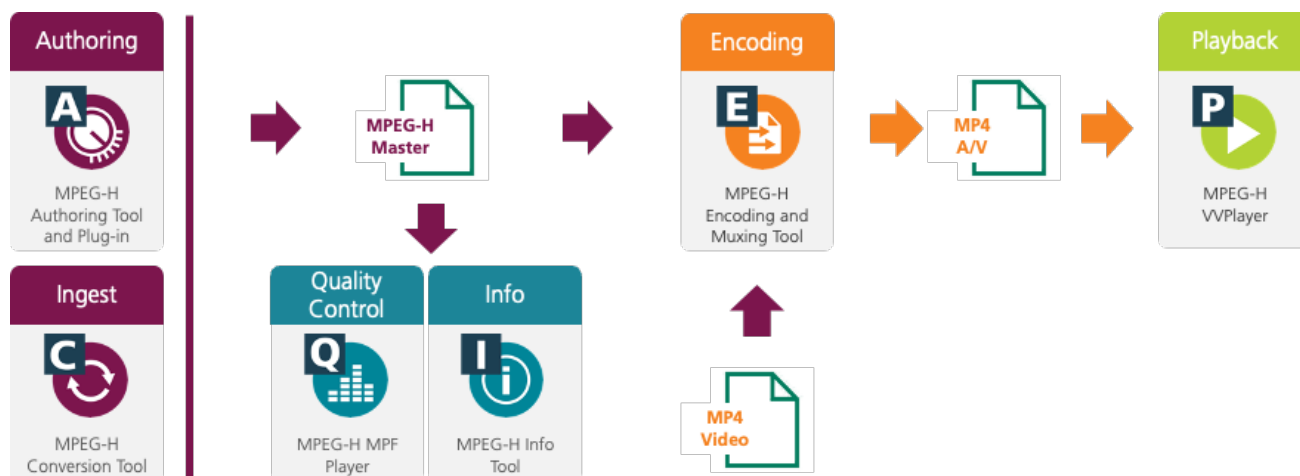 Authoring
A
MPEG-H
Authoring Tool
and Plug-in
Ingest
C
MPEG-H
Conversion Tool
MPEG-H
Master
Quality
Control
Q
MPEG-H MPF
Player
Info
I
MPEG-H Info
Tool
Encoding
E
MPEG-H
Encoding and
Muxing Tool
MP4
Video
MP4
A/V
Playback
P
MPEG-H
VVPlayer